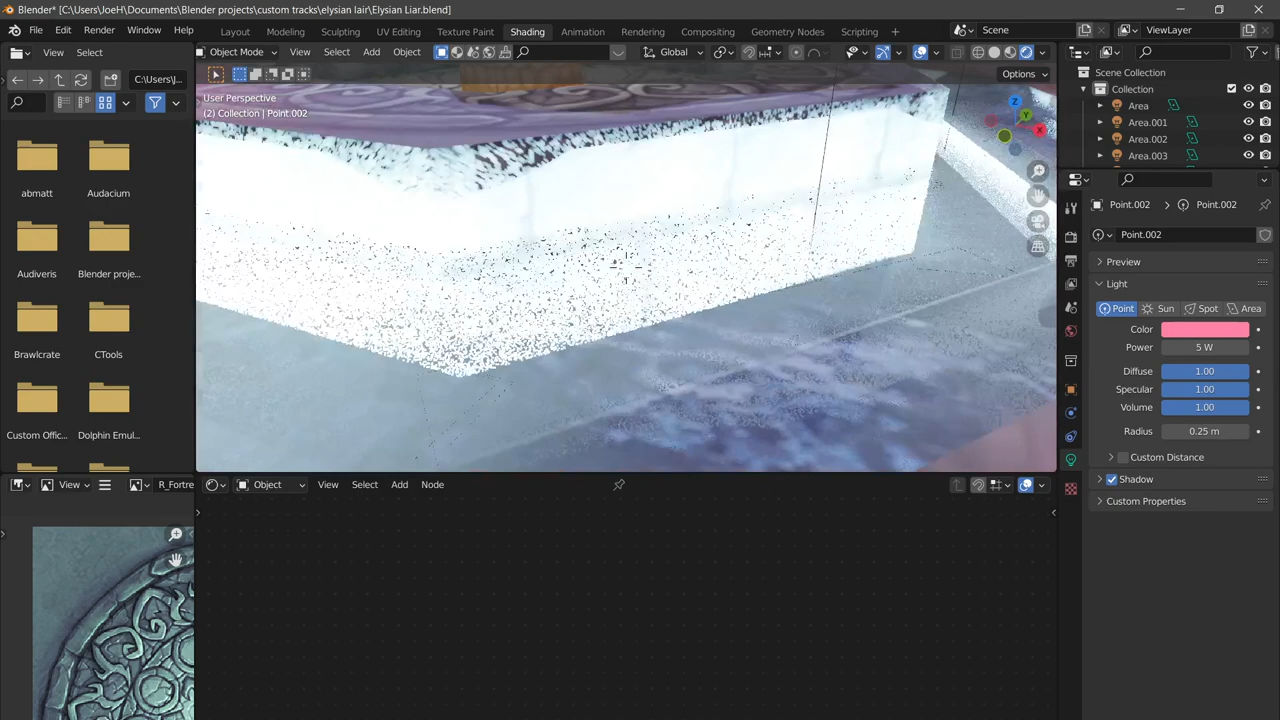 Blender* [C:\Users\JoeH\Documents\Blender projects\custom tracks\elysian lair\Elysian Liar.blend]
File Edit Render Window Help
Layout Modeling Sculpting UV Editing Texture Paint Shading Animation Rendering Compositing Geometry Nodes Scripting +
Scene
ViewLayer
View Select
Object Mode View Select Add Object Global
C:\Users\J...
Options
User Perspective
(2) Collection | Point.002
Z
Y
X
Scene Collection
Collection
Area
Area.001
Area.002
Area.003
abmatt
Audacium
Audiveris
Blender proje...
Brawlcrate
CTools
Custom Offic...
Dolphin Emul...
Point.002 > Point.002
Point.002
Preview
Light
Point Sun Spot Area
Color
Power 5 W
Diffuse 1.00
Specular 1.00
Volume 1.00
Radius 0.25 m
Custom Distance
Shadow
Custom Properties
View R_Fortre
Object View Select Add Node